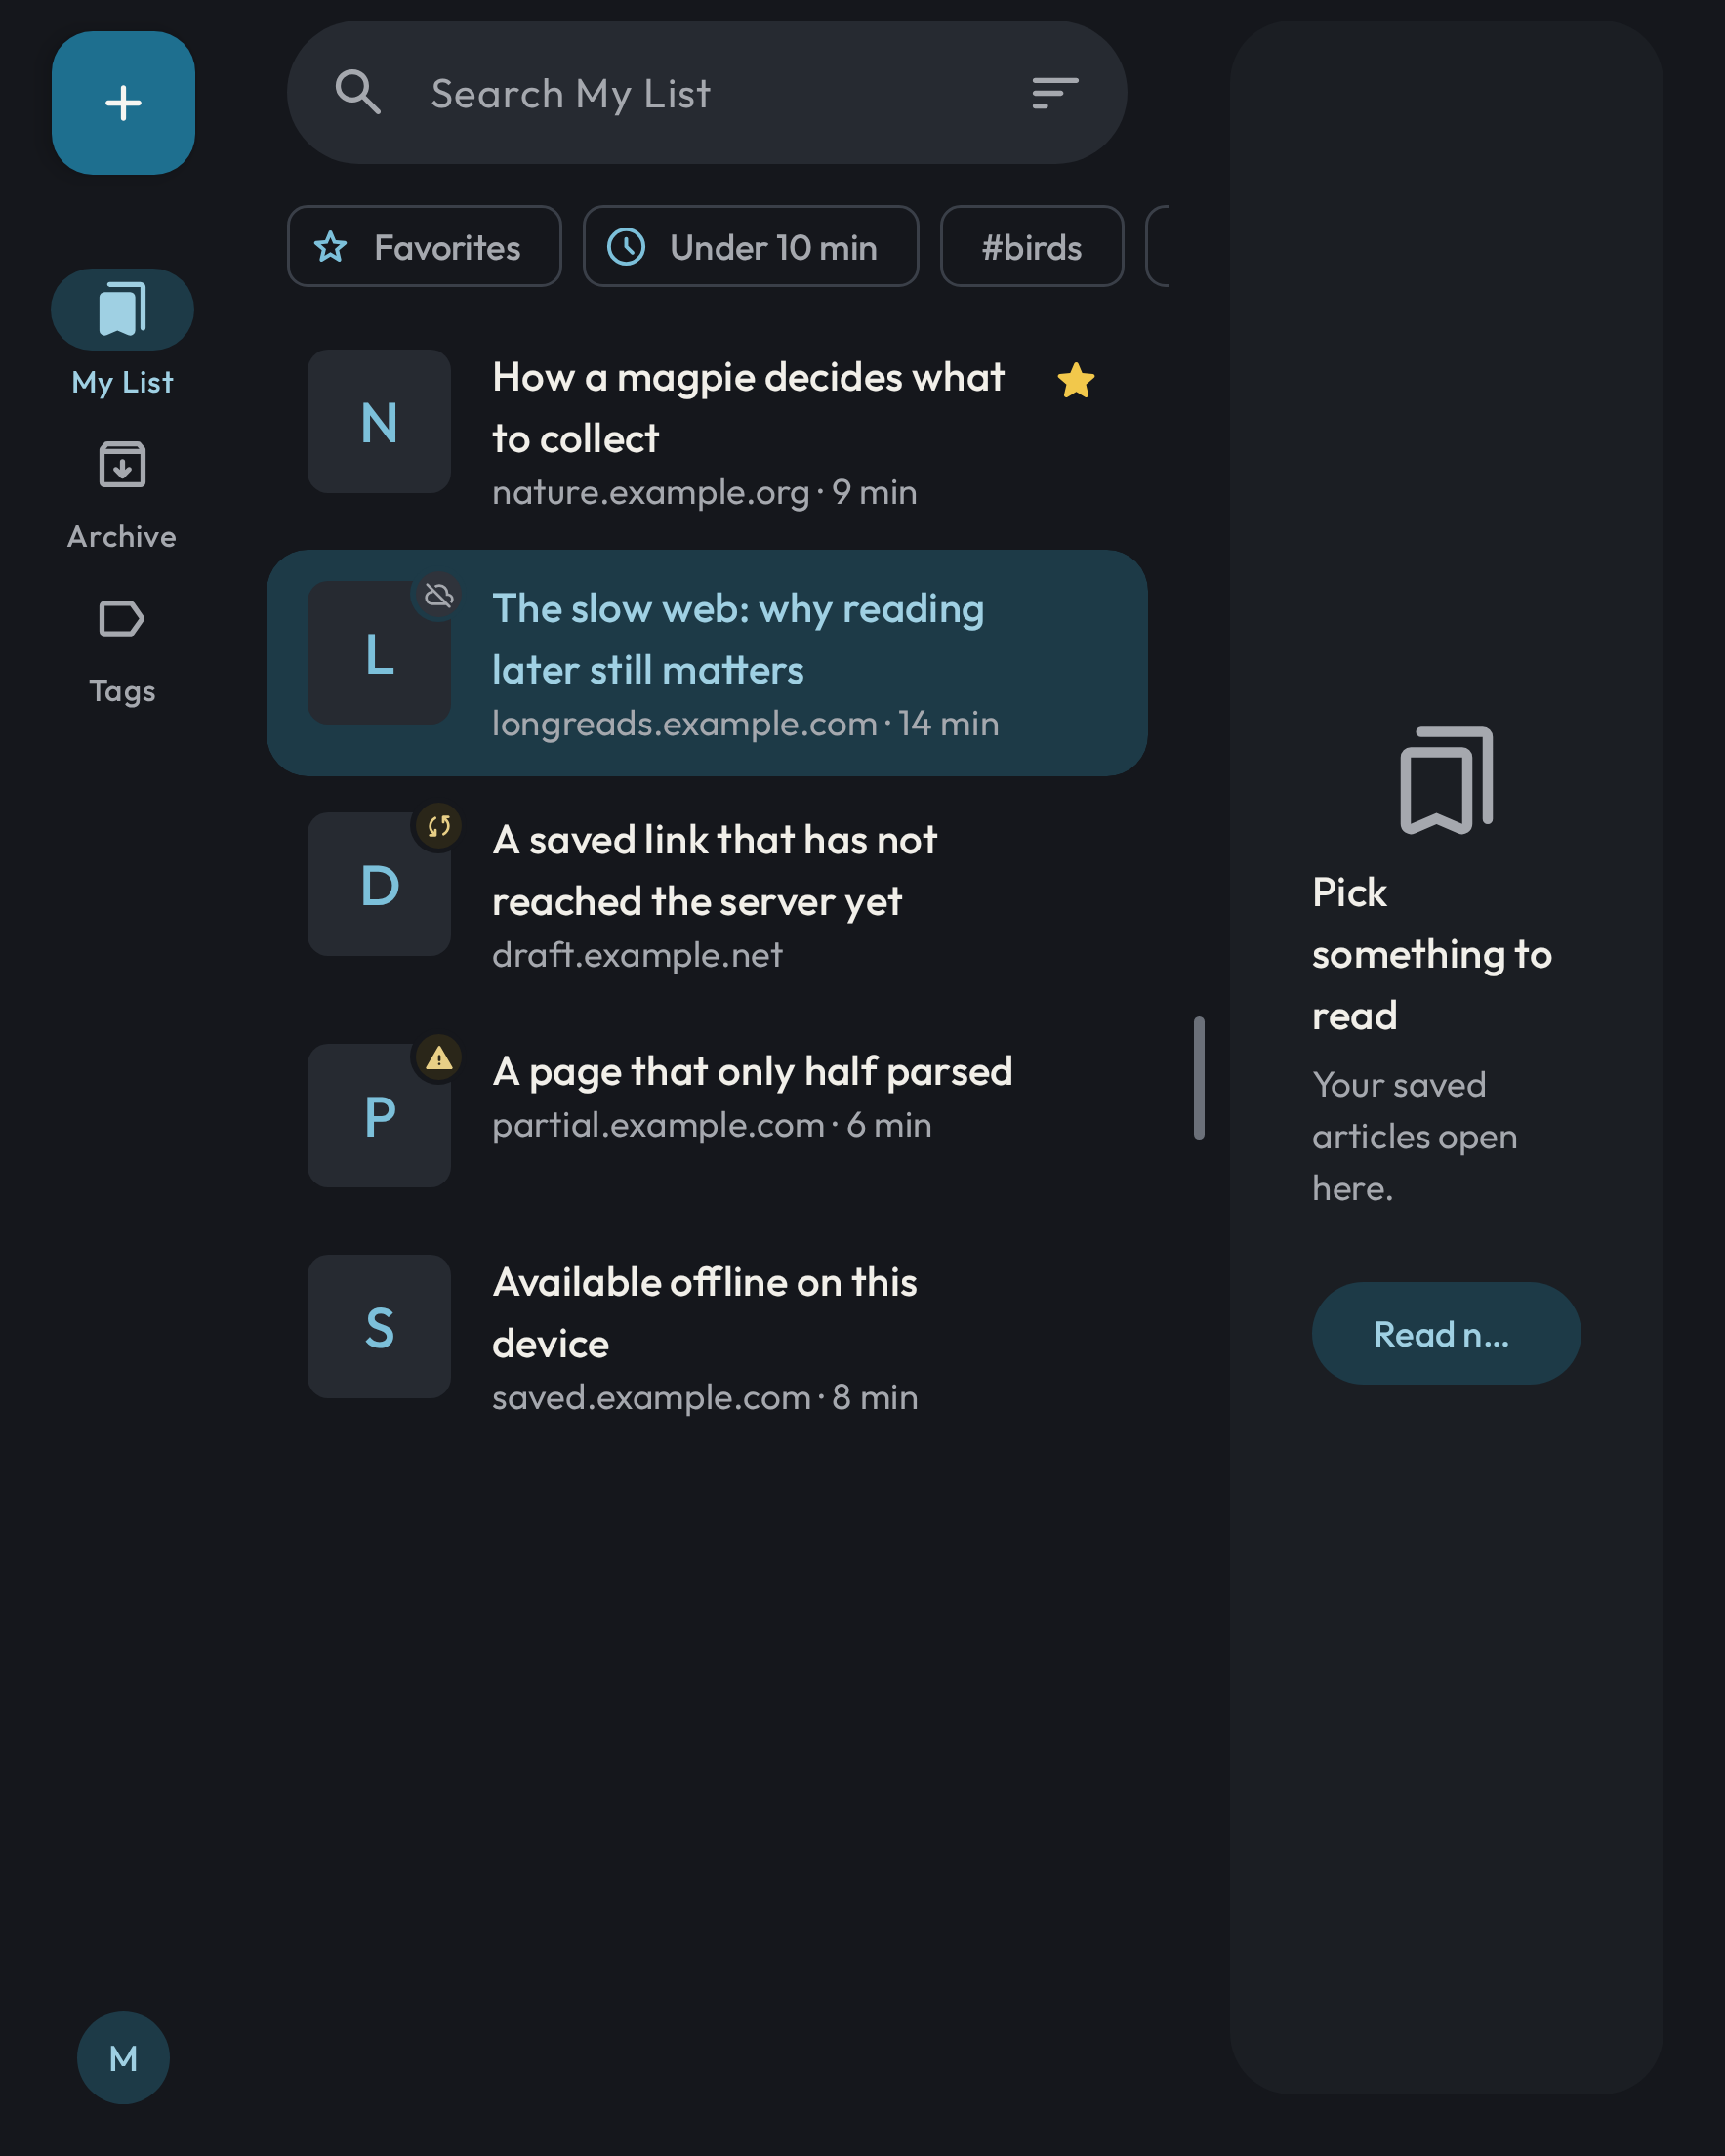 My List
Archive
Tags
M
Search My List
Favorites
Under 10 min
#birds
N
How a magpie decides what
to collect
nature.example.org · 9 min
L
The slow web: why reading
later still matters
longreads.example.com · 14 min
D
A saved link that has not
reached the server yet
draft.example.net
P
A page that only half parsed
partial.example.com · 6 min
S
Available offline on this
device
saved.example.com · 8 min
Pick
something to
read
Your saved
articles open
here.
Read n...